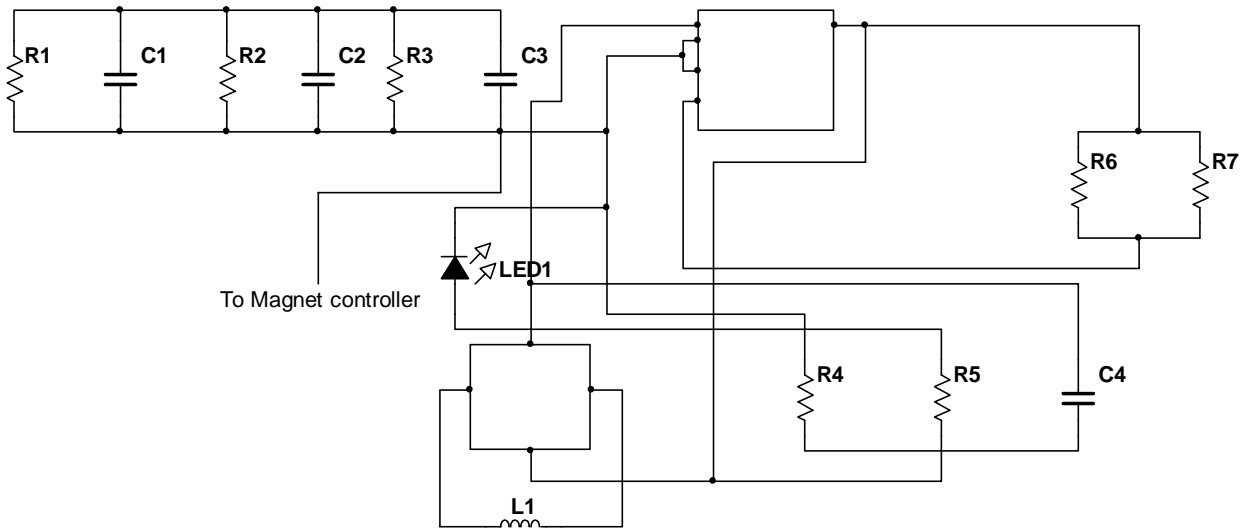 R1
C1
R2
C2
R3
C3
R6
R7
LED1
To Magnet controller
R4
R5
C4
L1